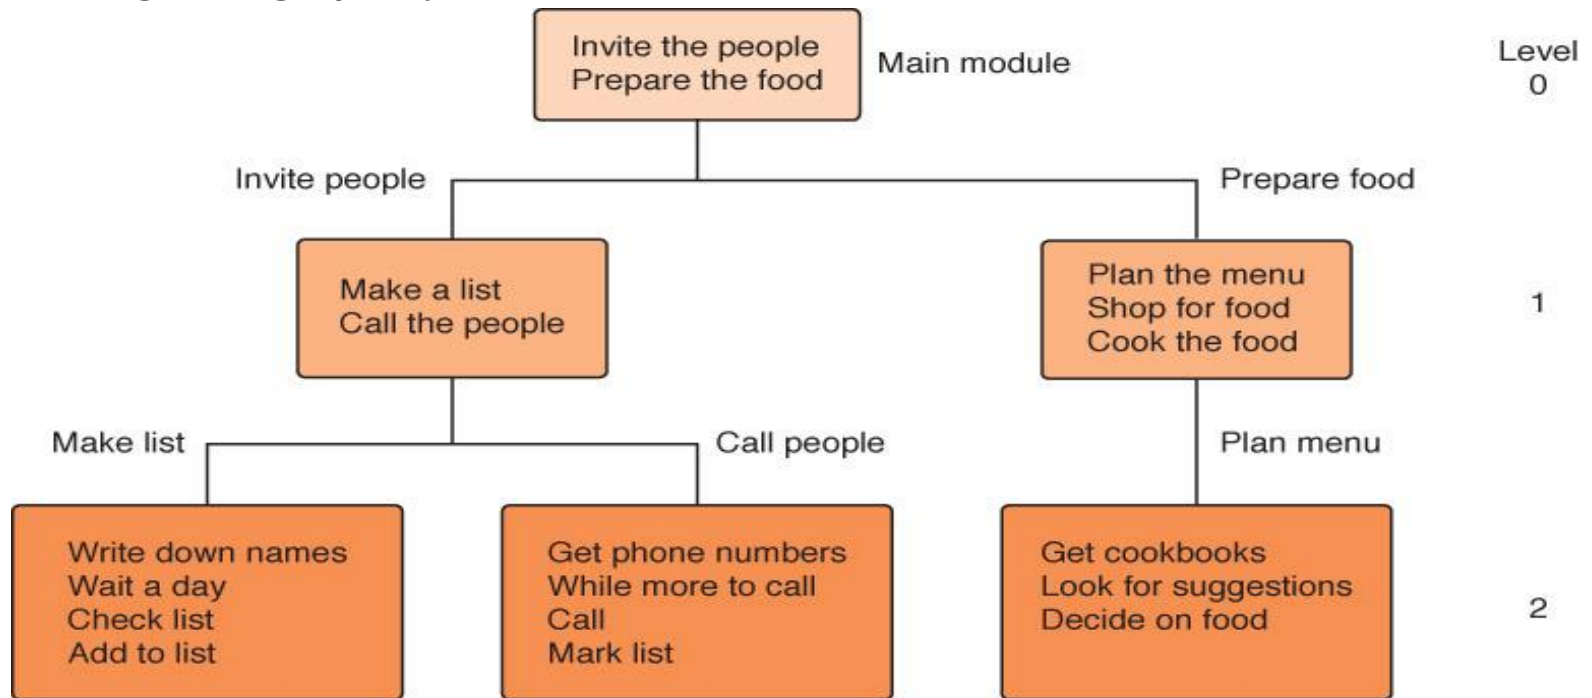 Invite the people
Prepare the food
Main module
Level
0
Invite people
Prepare food
Make a list
Call the people
Plan the menu
Shop for food
Cook the food
1
Make list
Call people
Plan menu
Write down names
Wait a day
Check list
Add to list
Get phone numbers
While more to call
Call
Mark list
Get cookbooks
Look for suggestions
Decide on food
2